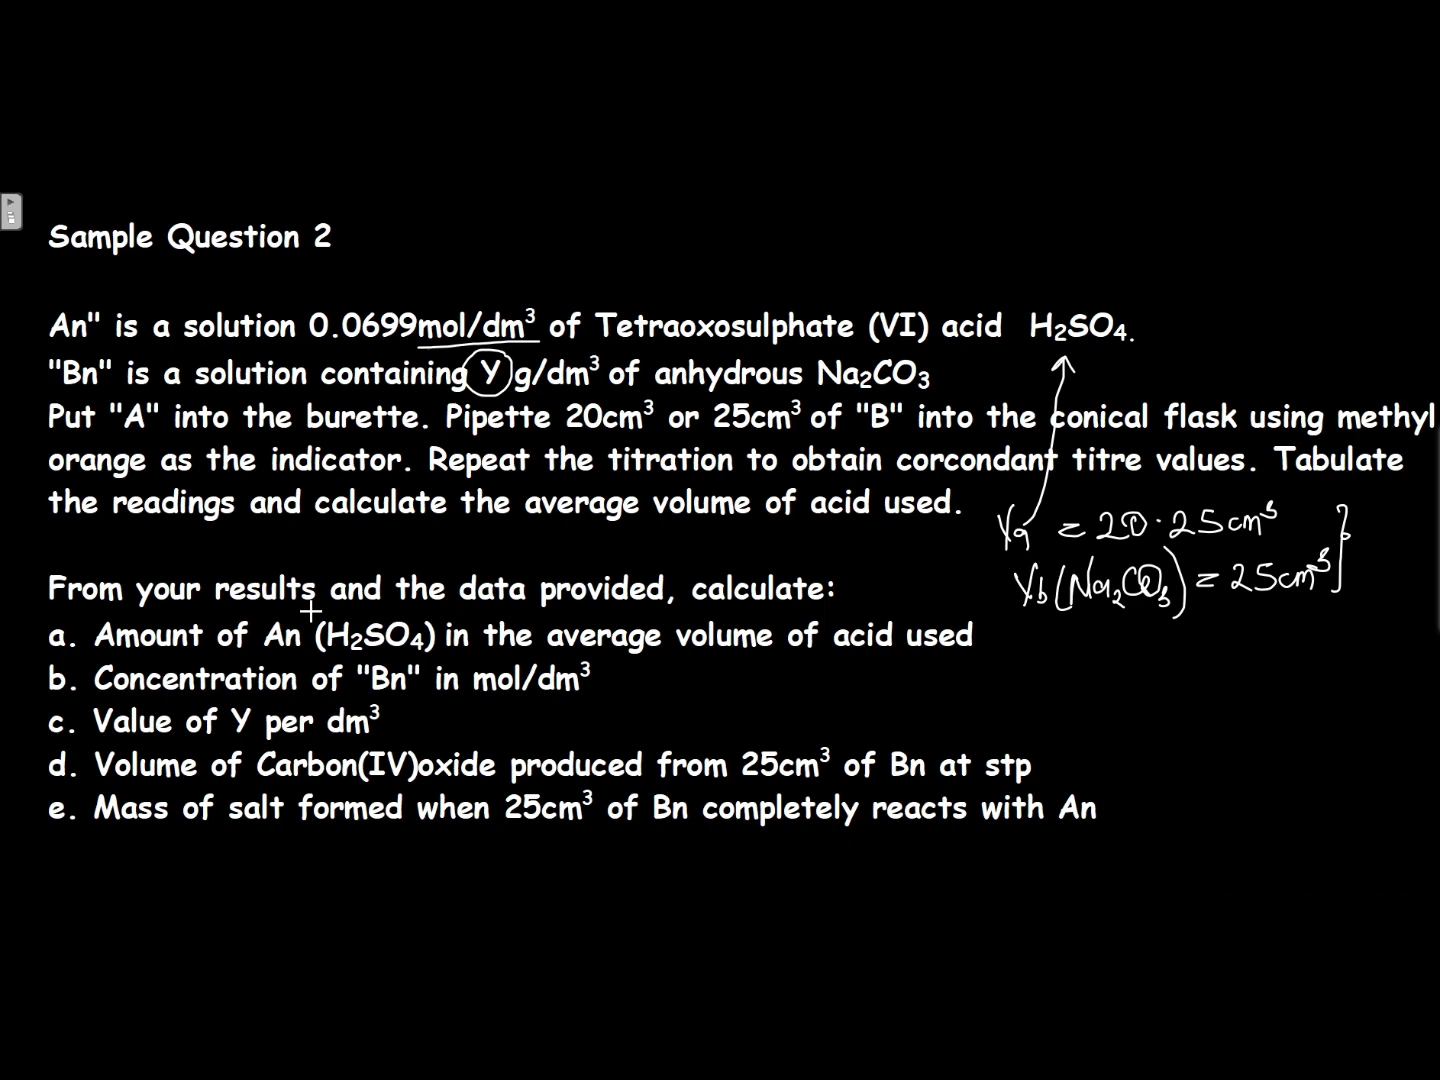 Sample Question 2
An" is a solution 0.0699mol/dm³ of Tetraoxosulphate (VI) acid H₂SO₄.
"Bn" is a solution containing Y g/dm³ of anhydrous Na₂CO₃
Put "A" into the burette. Pipette 20cm³ or 25cm³ of "B" into the conical flask using methyl
orange as the indicator. Repeat the titration to obtain corcondant titre values. Tabulate
the readings and calculate the average volume of acid used.
Va = 20.25cm³
Vb (Na₂CO₃) = 25cm³
From your results and the data provided, calculate:
a. Amount of An (H₂SO₄) in the average volume of acid used
b. Concentration of "Bn" in mol/dm³
c. Value of Y per dm³
d. Volume of Carbon(IV)oxide produced from 25cm³ of Bn at stp
e. Mass of salt formed when 25cm³ of Bn completely reacts with An